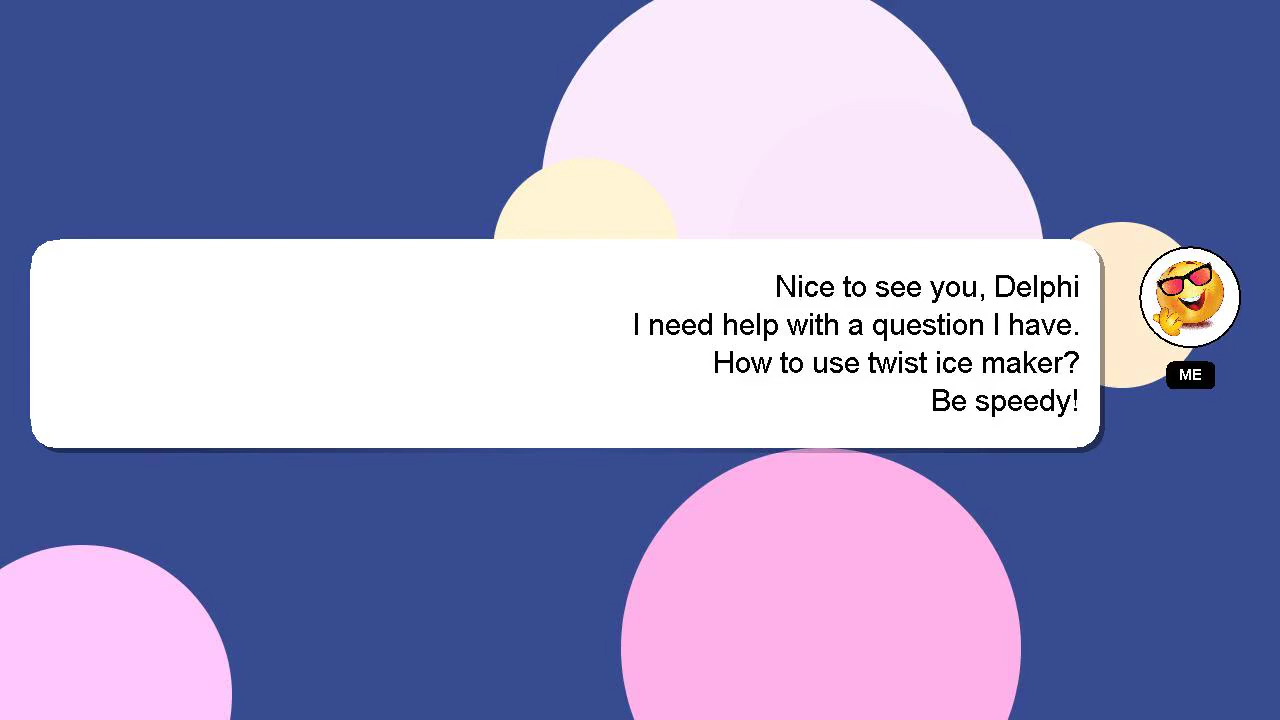 Nice to see you, Delphi
I need help with a question I have.
How to use twist ice maker?
Be speedy!
ME